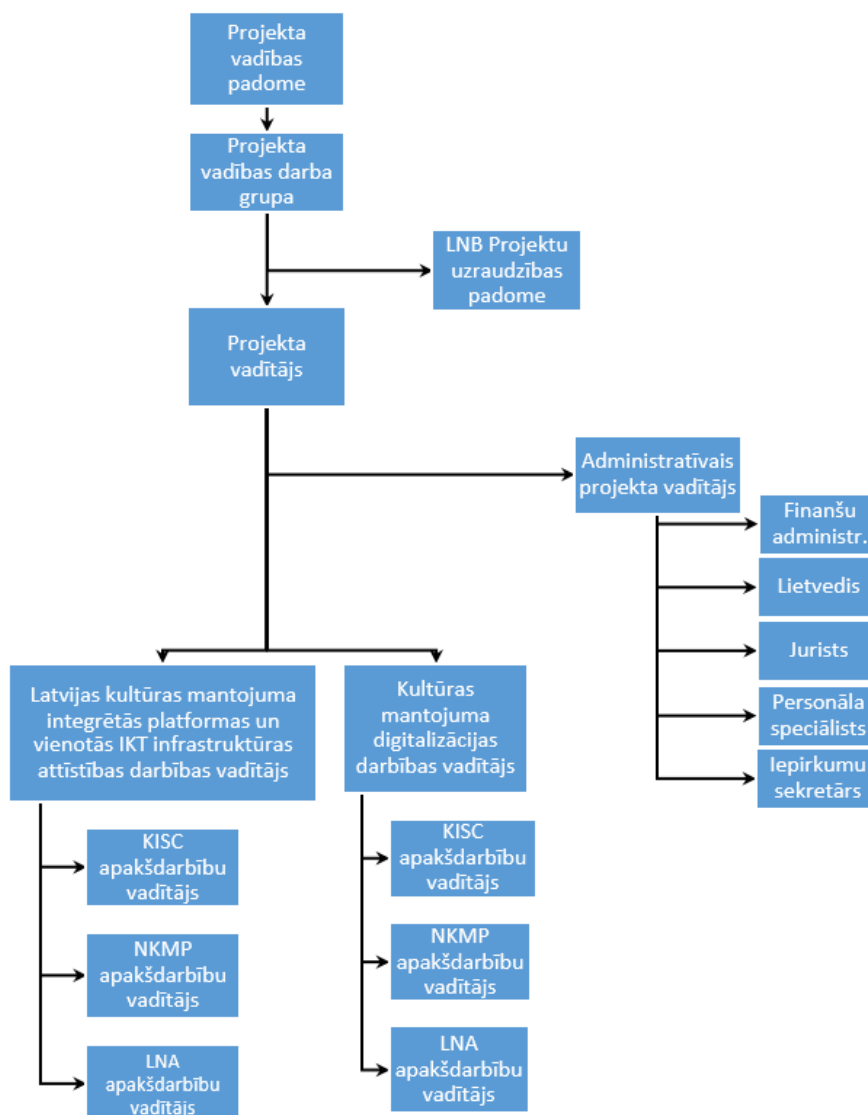 Projekta
vadības
padome
Projekta
vadības darba
grupa
LNB Projektu
uzraudzības
padome
Projekta
vadītājs
Administratīvais
projekta vadītājs
Finanšu
administr.
Lietvedis
Jurists
Personāla
speciālists
Iepirkumu
sekretārs
Latvijas kultūras mantojuma
integrētās platformas un
vienotās IKT infrastruktūras
attīstības darbības vadītājs
Kultūras
mantojuma
digitalizācijas
darbības vadītājs
KISC
apakšdarbību
vadītājs
NKMP
apakšdarbību
vadītājs
LNA
apakšdarbību
vadītājs
KISC
apakšdarbību
vadītājs
NKMP
apakšdarbību
vadītājs
LNA
apakšdarbību
vadītājs